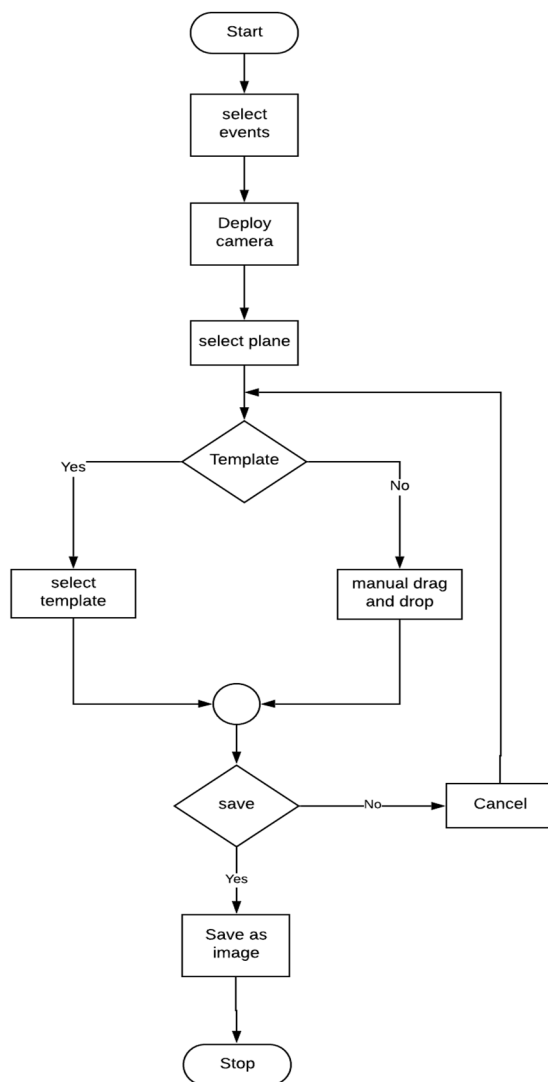 Start
select
events
Deploy
camera
select plane
Template
Yes
No
select
template
manual drag
and drop
save
No
Cancel
Yes
Save as
image
Stop